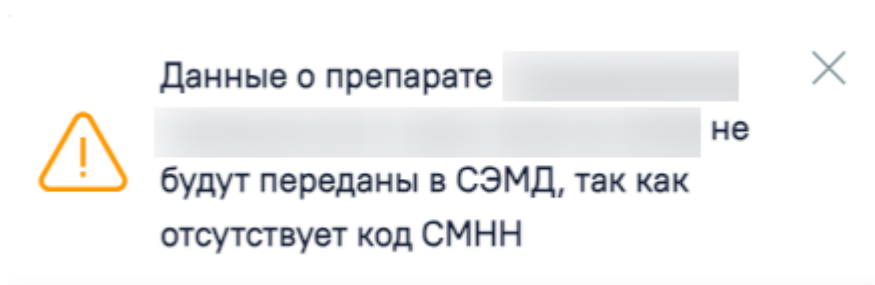 Данные о препарате
не
будут переданы в СЭМД, так как
отсутствует код СМНН